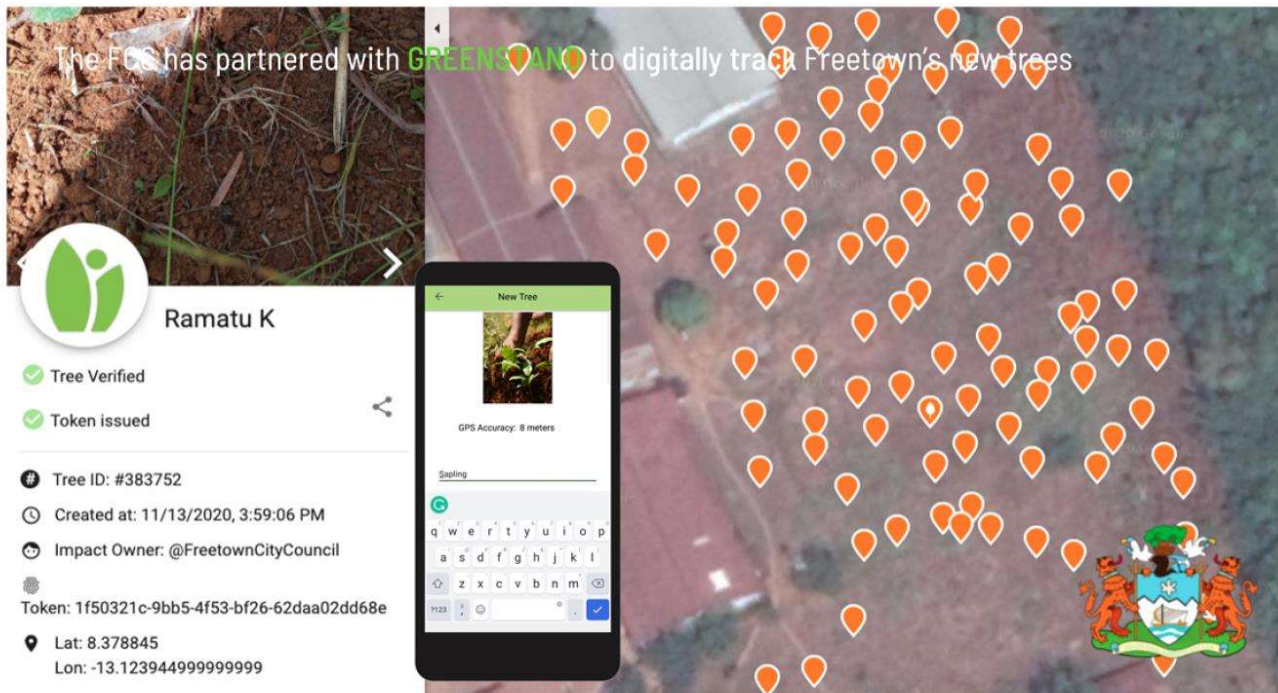 The FCC has partnered with GREENSTAND to digitally track Freetown's new trees
Ramatu K
Tree Verified
Token issued
# Tree ID: #383752
Created at: 11/13/2020, 3:59:06 PM
Impact Owner: @FreetownCityCouncil
Token: 1f50321c-9bb5-4f53-bf26-62daa02dd68e
Lat: 8.378845
Lon: -13.123944999999999
New Tree
GPS Accuracy: 8 meters
Sapling
q w e r t y u i o p
a s d f g h j k l
z x c v b n m
?123 , .